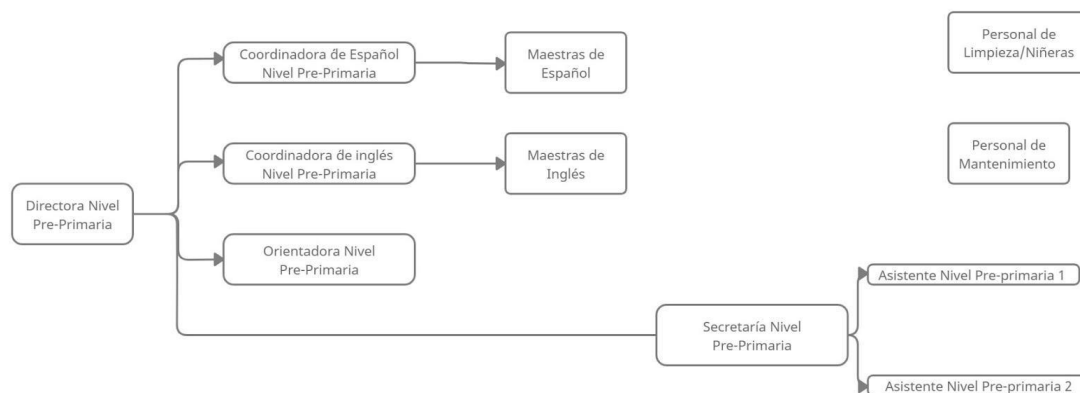 Coordinadora de Español
Nivel Pre-Primaria
Maestras de
Español
Personal de
Limpieza/Niñeras
Coordinadora de inglés
Nivel Pre-Primaria
Maestras de
Inglés
Personal de
Mantenimiento
Directora Nivel
Pre-Primaria
Orientadora Nivel
Pre-Primaria
Asistente Nivel Pre-primaria 1
Secretaría Nivel
Pre-Primaria
Asistente Nivel Pre-primaria 2